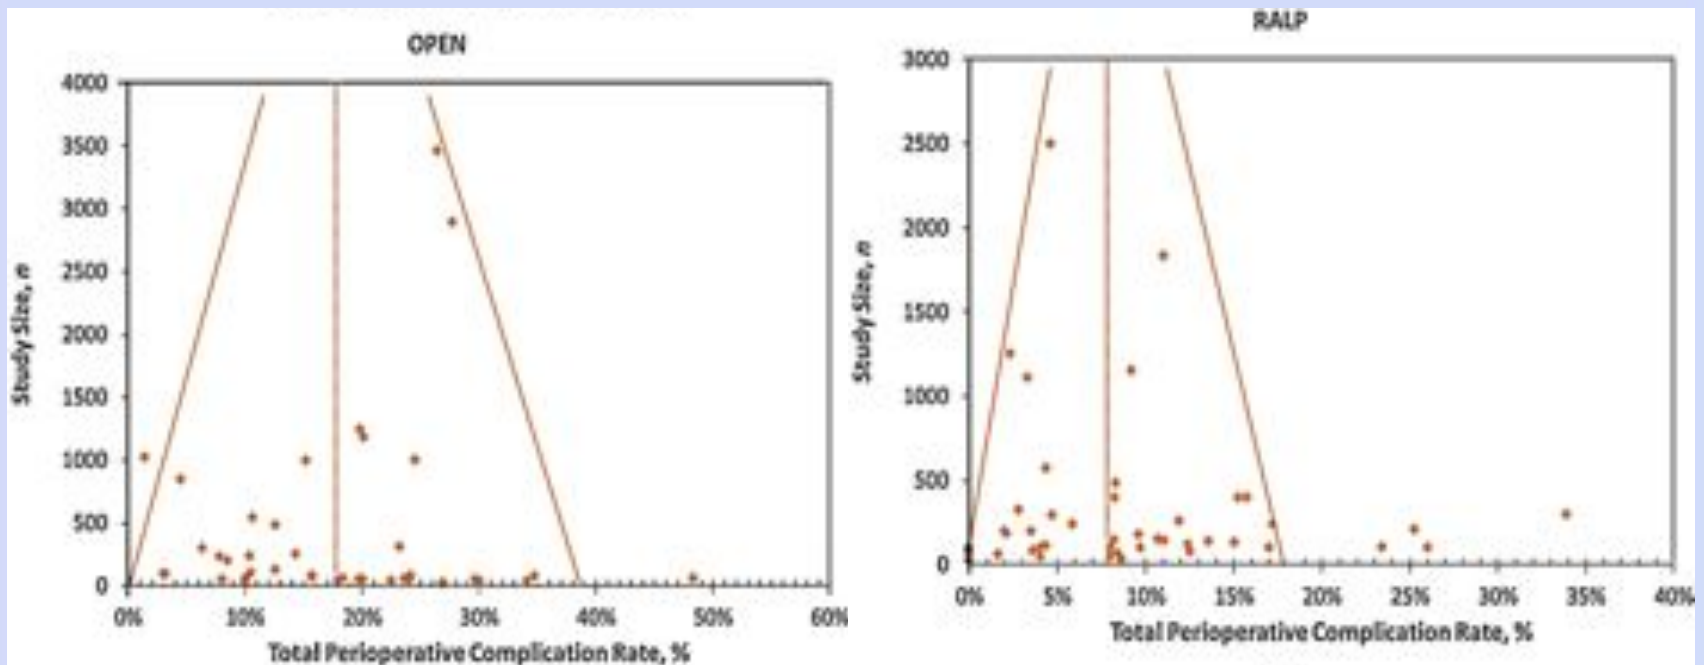 OPEN
4000
3500
3000
2500
2000
1500
1000
500
0
0% 10% 20% 30% 40% 50% 60%
Study Size, n
Total Perioperative Complication Rate, %
RALP
3000
2500
2000
1500
1000
500
0
0% 5% 10% 15% 20% 25% 30% 35% 40%
Study Size, n
Total Perioperative Complication Rate, %